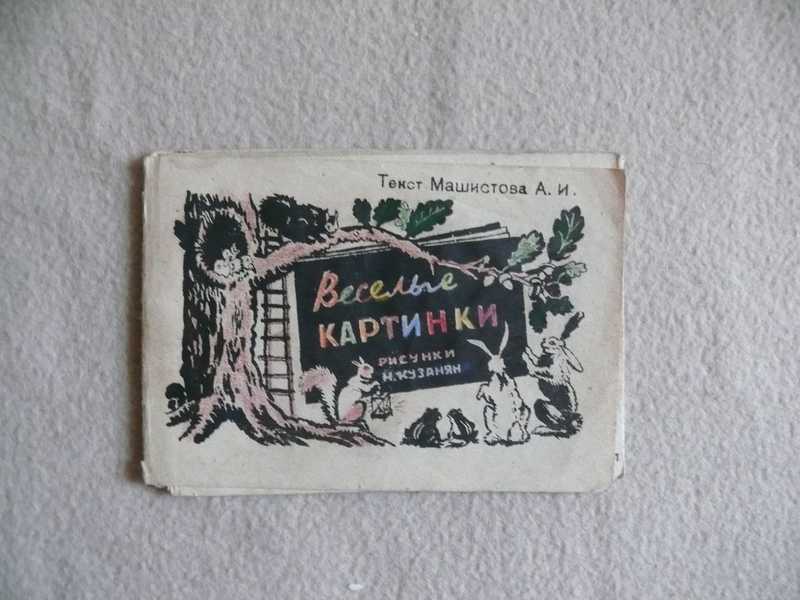 Текст Машистова А. И.
Веселые
КАРТИНКИ
РИСУНКИ
Н. КУЗАНЯН